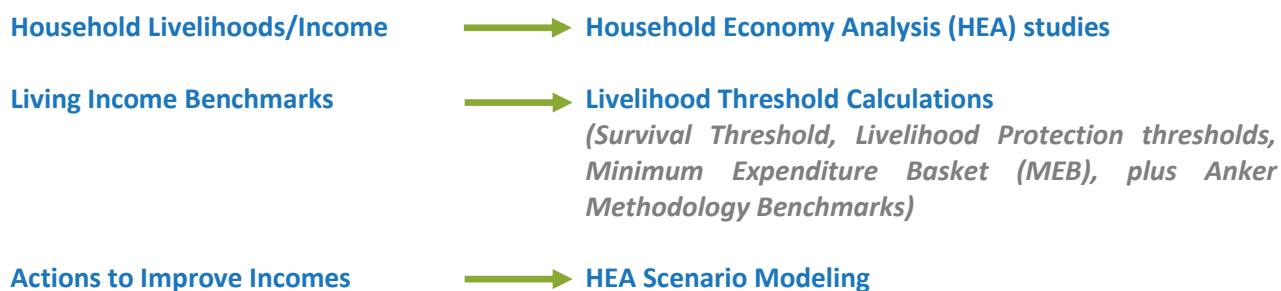 Household Livelihoods/Income Household Economy Analysis (HEA) studies
Living Income Benchmarks Livelihood Threshold Calculations
(Survival Threshold, Livelihood Protection thresholds,
Minimum Expenditure Basket (MEB), plus Anker
Methodology Benchmarks)
Actions to Improve Incomes HEA Scenario Modeling